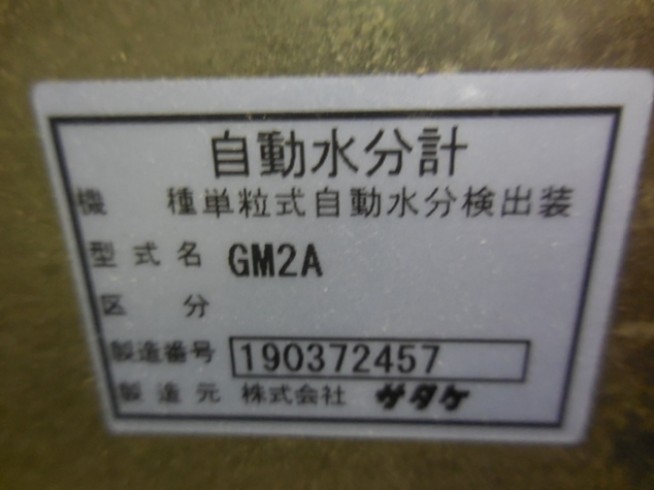 自動水分計
機 種 単粒式自動水分検出装
型式名 GM2A
区 分
製造番号 190372457
製造元 株式会社 サタケ